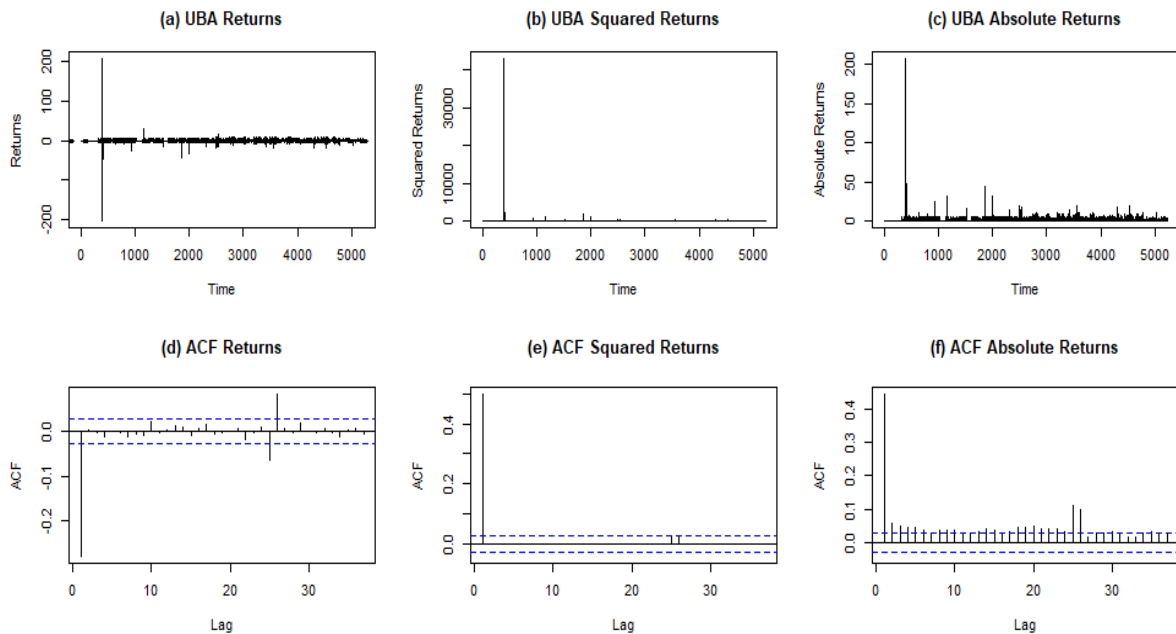 (a) UBA Returns
(b) UBA Squared Returns
(c) UBA Absolute Returns
Returns
200
100
0
-200
0 1000 2000 3000 4000 5000
Time
Squared Returns
30000
10000
0
0 1000 2000 3000 4000 5000
Time
Absolute Returns
200
150
100
50
0
0 1000 2000 3000 4000 5000
Time
(d) ACF Returns
(e) ACF Squared Returns
(f) ACF Absolute Returns
ACF
0.0
-0.1
-0.2
0 10 20 30
Lag
ACF
0.4
0.2
0.0
0 10 20 30
Lag
ACF
0.4
0.3
0.2
0.1
0.0
0 10 20 30
Lag